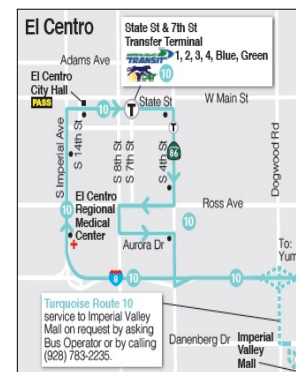 El Centro
State St & 7th St
Transfer Terminal
TRANSIT 1, 2, 3, 4, Blue, Green
10
Adams Ave
El Centro
City Hall
PASS
10
T
State St
W Main St
S Imperial Ave
S 14th St
S 8th St
S 7th St
S 4th St
T
86
Dogwood Rd
Ross Ave
10
10
El Centro
Regional
Medical
Center
Aurora Dr
To:
Yum
8
10
10
Turquoise Route 10
service to Imperial Valley
Mall on request by asking
Bus Operator or by calling
(928) 783-2235.
Danenberg Dr
Imperial
Valley
Mall